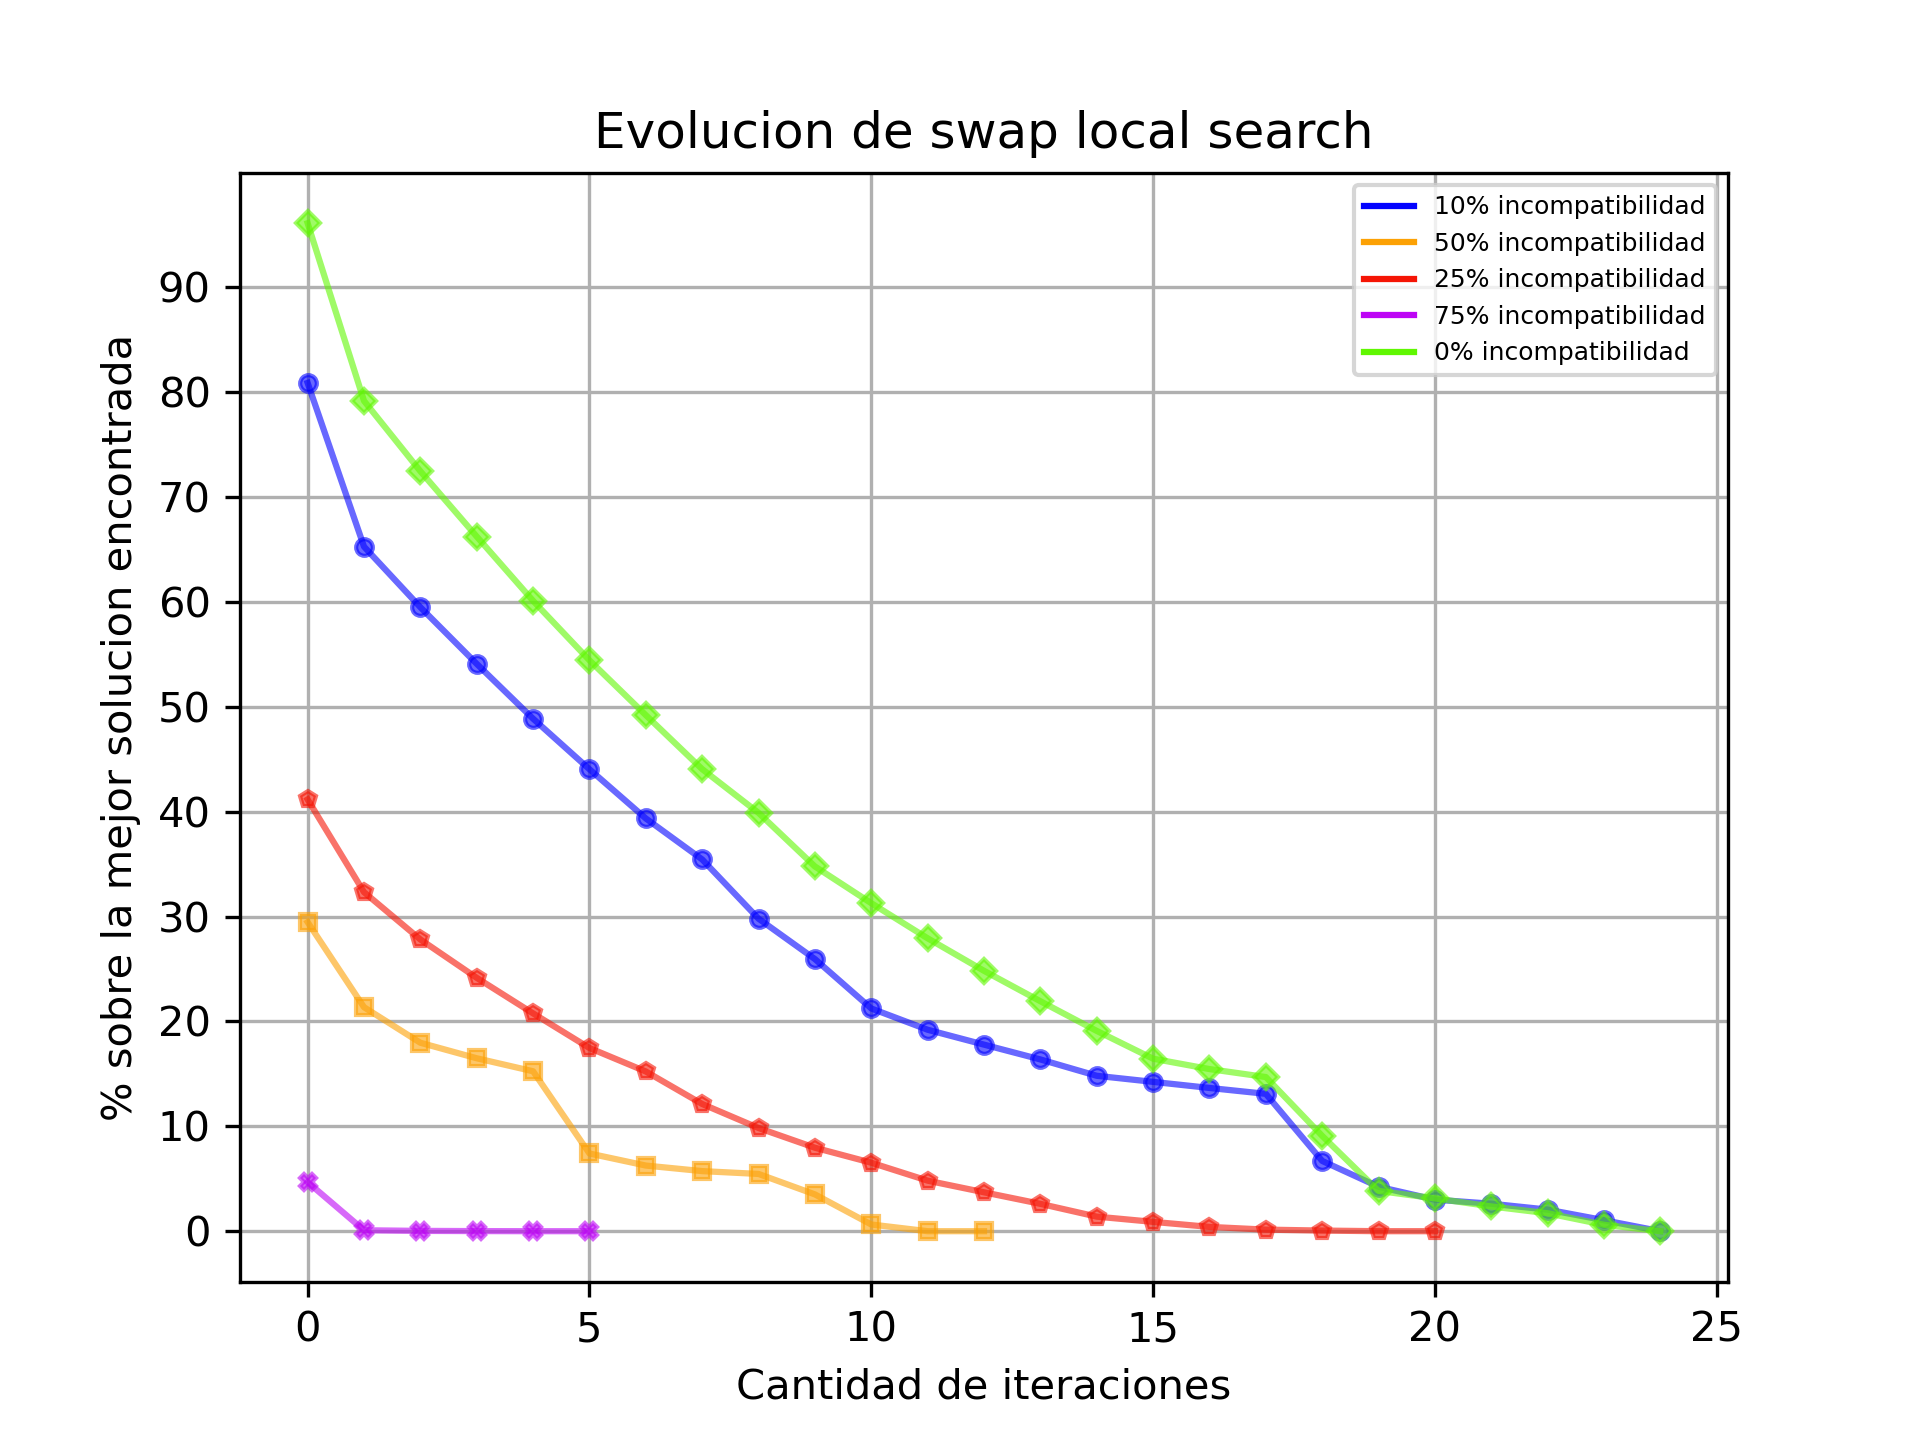 Evolucion de swap local search
10% incompatibilidad
50% incompatibilidad
25% incompatibilidad
75% incompatibilidad
0% incompatibilidad
% sobre la mejor solucion encontrada
90
80
70
60
50
40
30
20
10
0
0 5 10 15 20 25
Cantidad de iteraciones